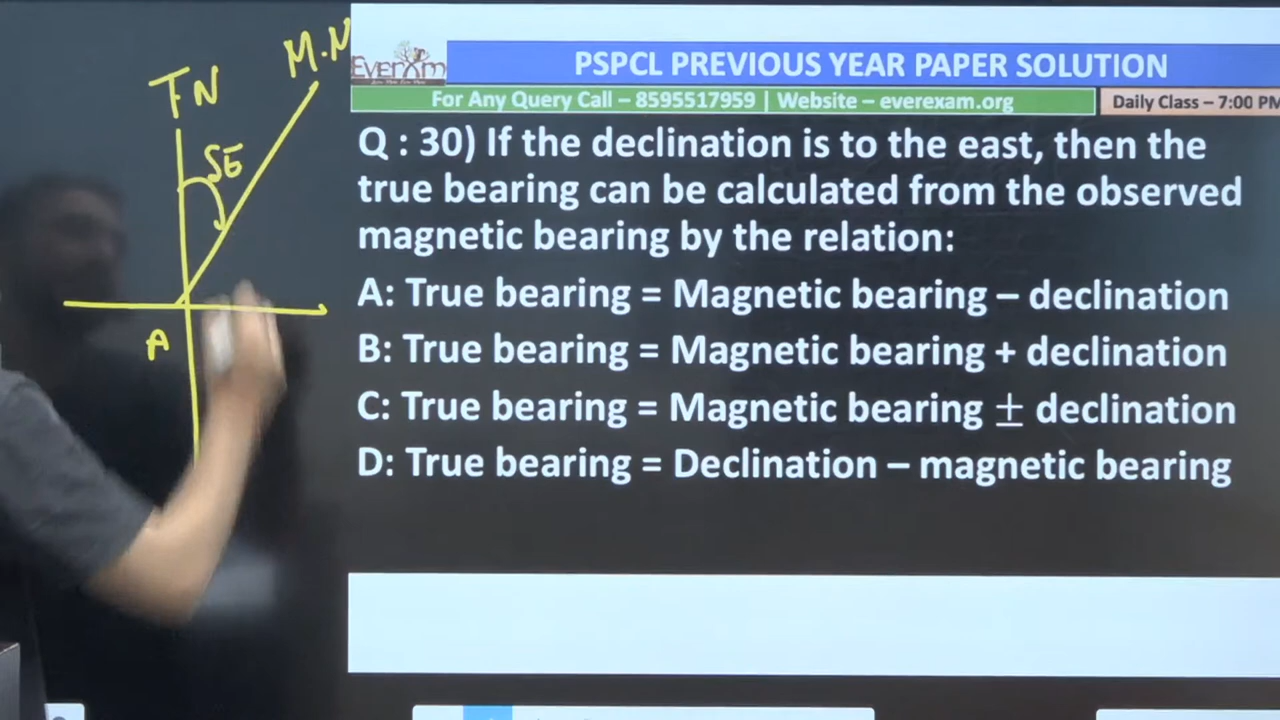 M.N
T.N
δE
A
EverExam
PSPCL PREVIOUS YEAR PAPER SOLUTION
For Any Query Call – 8595517959 | Website – everexam.org
Daily Class – 7:00 PM
Q : 30) If the declination is to the east, then the
true bearing can be calculated from the observed
magnetic bearing by the relation:
A: True bearing = Magnetic bearing – declination
B: True bearing = Magnetic bearing + declination
C: True bearing = Magnetic bearing ± declination
D: True bearing = Declination – magnetic bearing